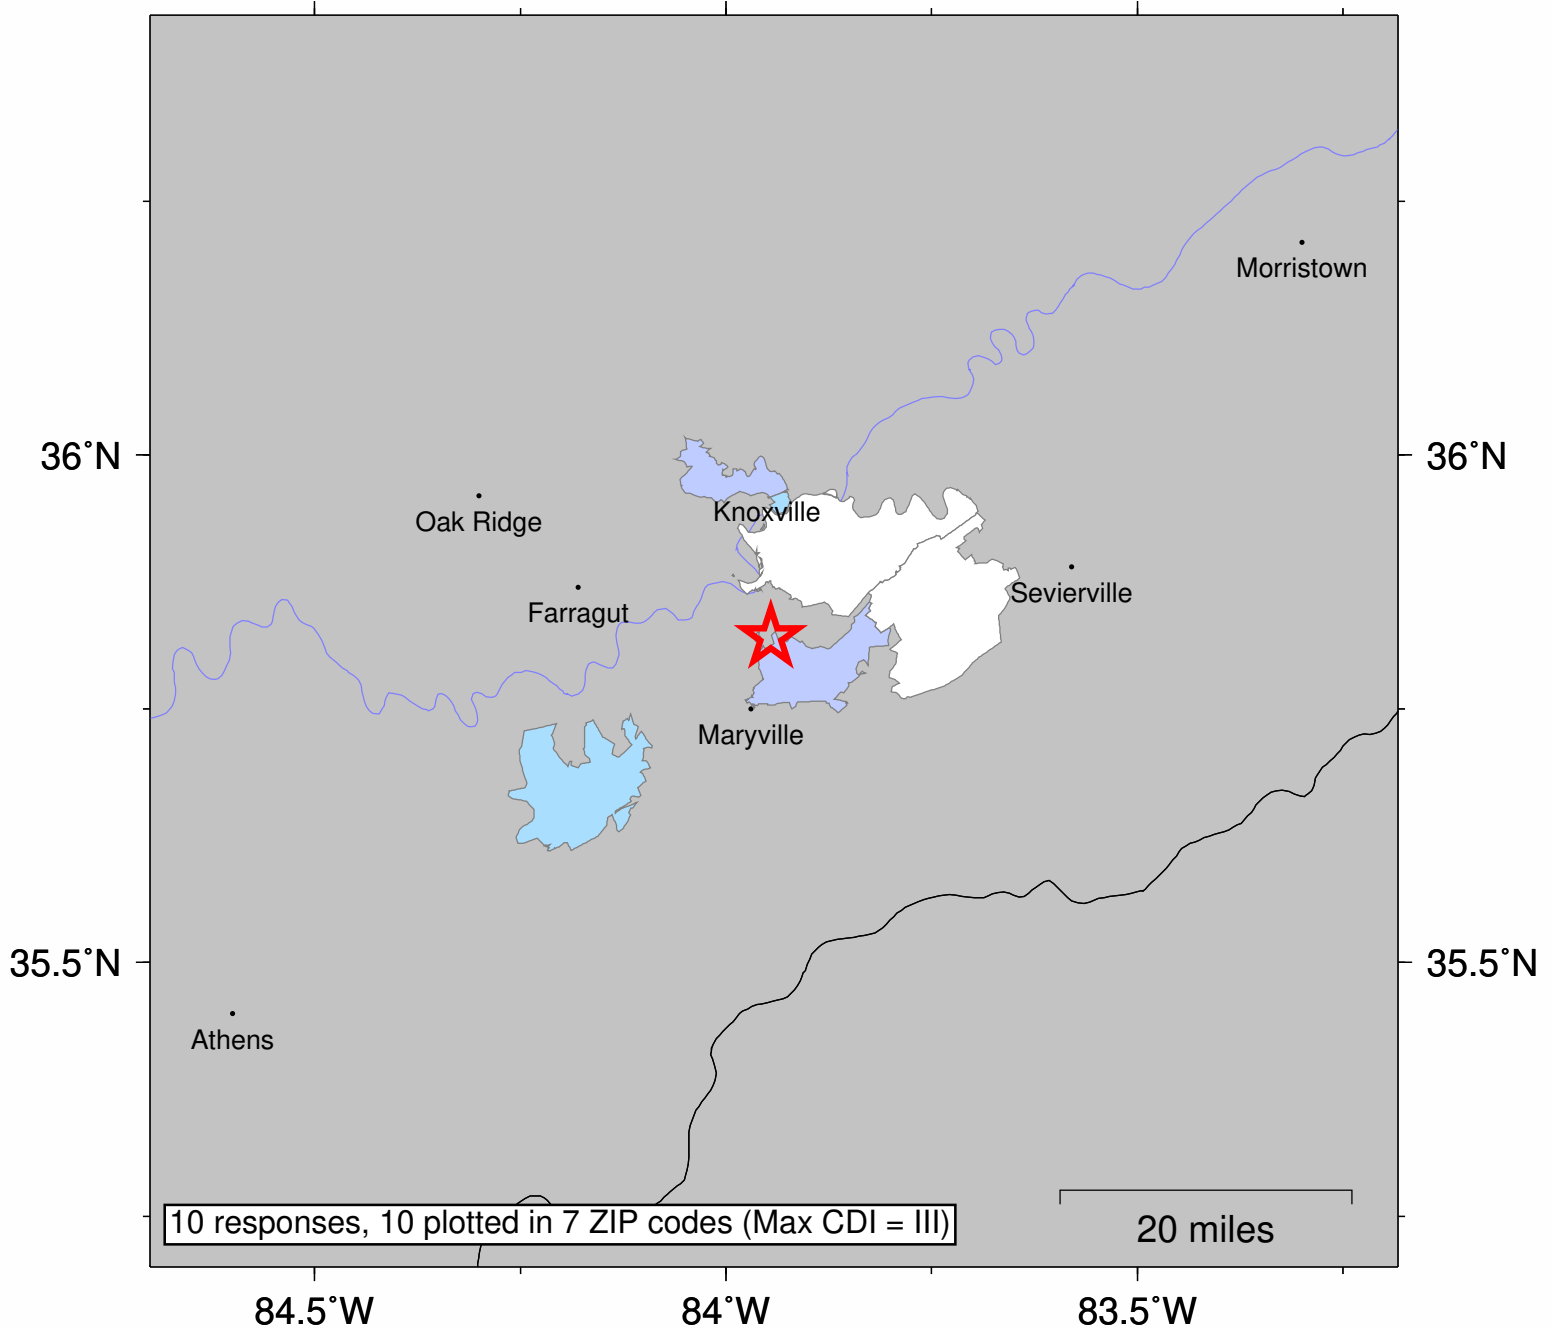 Morristown
36°N
36°N
Knoxville
Oak Ridge
Sevierville
Farragut
Maryville
35.5°N
35.5°N
Athens
10 responses, 10 plotted in 7 ZIP codes (Max CDI = III)
20 miles
84.5°W
84°W
83.5°W